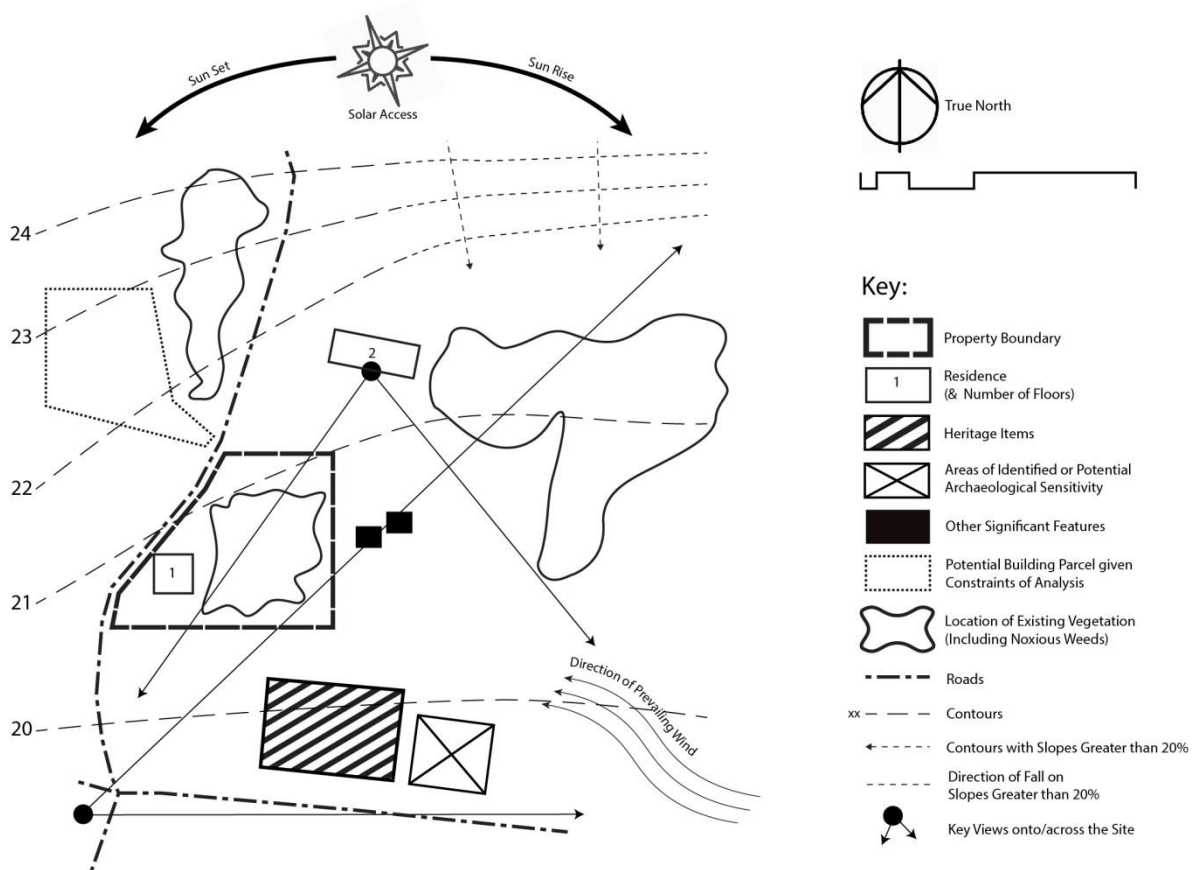 Sun Set
Sun Rise
Solar Access
True North
24
23
22
21
20
2
1
Direction of Prevailing Wind
Key:
Property Boundary
1
Residence
(& Number of Floors)
Heritage Items
Areas of Identified or Potential
Archaeological Sensitivity
Other Significant Features
Potential Building Parcel given
Constraints of Analysis
Location of Existing Vegetation
(Including Noxious Weeds)
Roads
xx
Contours
Contours with Slopes Greater than 20%
Direction of Fall on
Slopes Greater than 20%
Key Views onto/across the Site